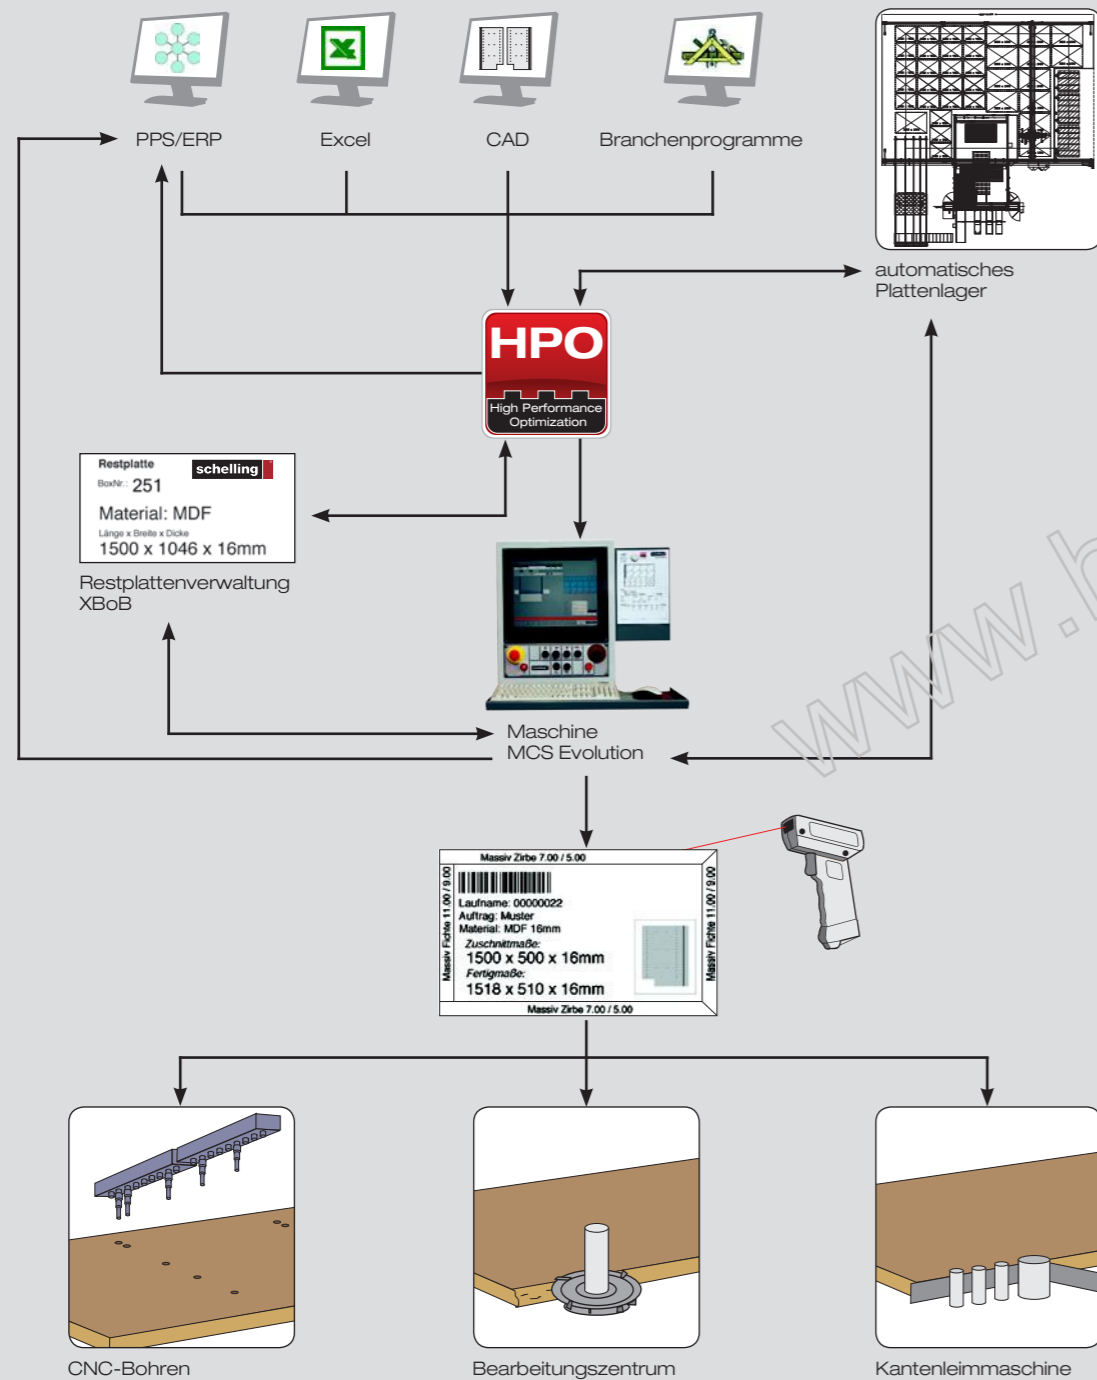 PPS/ERP
Excel
CAD
Branchenprogramme
automatisches
Plattenlager
HPO
High Performance
Optimization
Restplatte
schelling
BoxNr.: 251
Material: MDF
Länge x Breite x Dicke
1500 x 1046 x 16mm
Restplattenverwaltung
XBoB
Maschine
MCS Evolution
www.h
Massiv Zirbe 7.00 / 5.00
Massiv Fichte 11.00 / 9.00
Laufname: 00000022
Auftrag: Muster
Material: MDF 16mm
Zuschnittmaße:
1500 x 500 x 16mm
Fertigmaße:
1518 x 510 x 16mm
Massiv Fichte 11.00 / 9.00
Massiv Zirbe 7.00 / 5.00
CNC-Bohren
Bearbeitungszentrum
Kantenleimmaschine